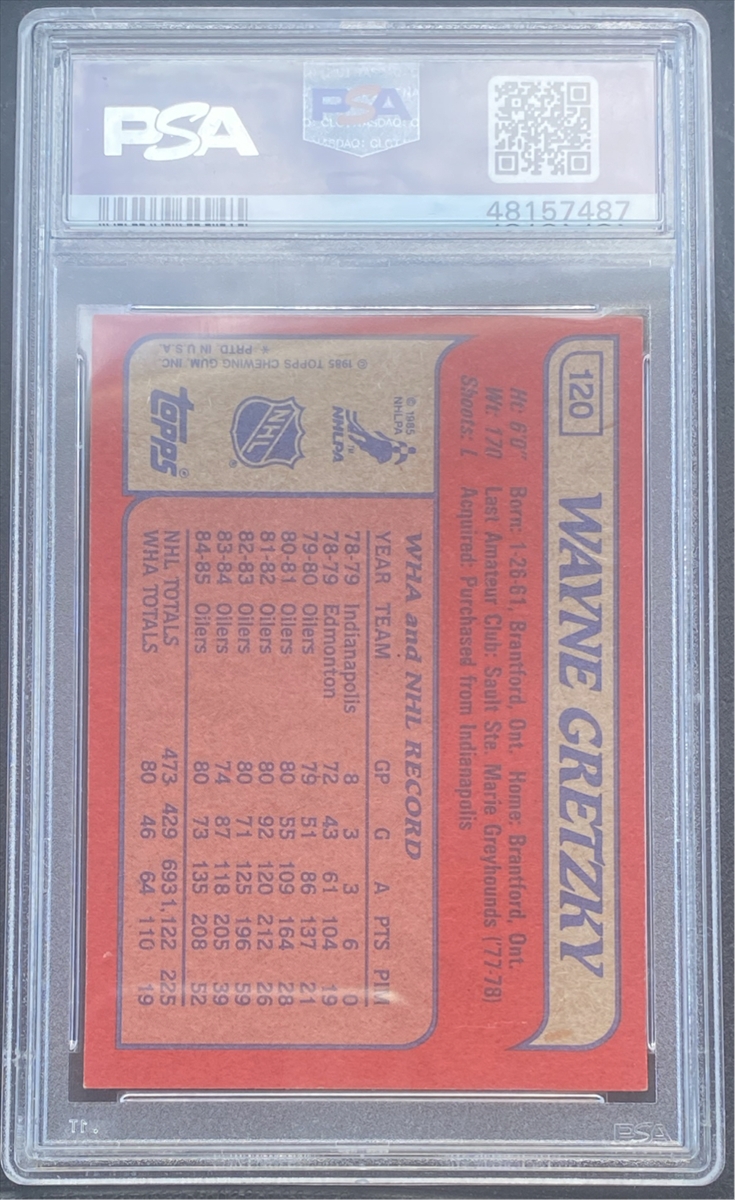 PSA
PSA
48157487
120
WAYNE GRETZKY
Ht: 6'0" Born: 1-26-61, Brantford, Ont. Home: Brantford, Ont.
Wt: 170 Last Amateur Club: Sault Ste. Marie Greyhounds ('77-78)
Shoots: L Acquired: Purchased from Indianapolis
© 1985 NHLPA
NHLPA™
NHL®
topps®
© 1985 TOPPS CHEWING GUM, INC.
* PRTD. IN U.S.A.
WHA and NHL RECORD
YEAR TEAM GP G A PTS PIM
78-79 Indianapolis 8 3 3 6 0
78-79 Edmonton 72 43 61 104 19
79-80 Oilers 79 51 86 137 21
80-81 Oilers 80 55 109 164 28
81-82 Oilers 80 92 120 212 26
82-83 Oilers 80 71 125 196 59
83-84 Oilers 74 87 118 205 39
84-85 Oilers 80 73 135 208 52
NHL TOTALS 473 429 693 1,122 225
WHA TOTALS 80 46 64 110 19
PSA